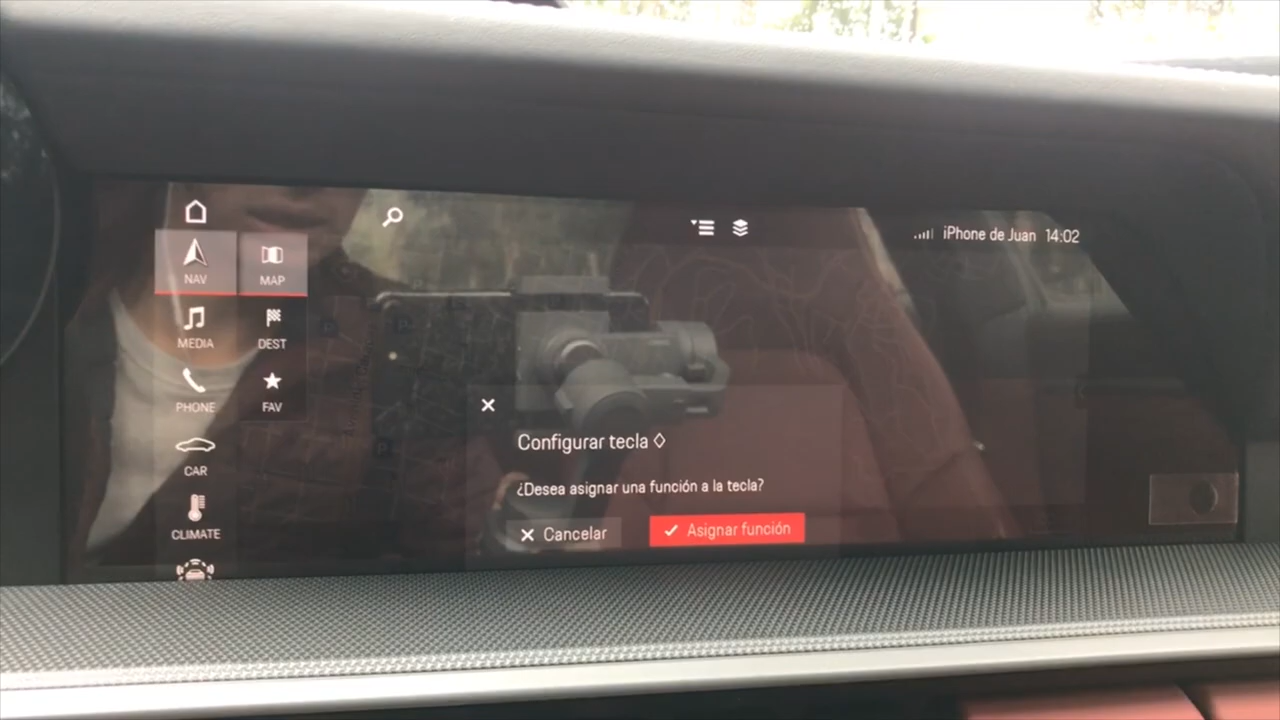 iPhone de Juan 14:02
NAV
MAP
MEDIA
DEST
PHONE
FAV
CAR
CLIMATE
Configurar tecla ◇
¿Desea asignar una función a la tecla?
Cancelar
Asignar función